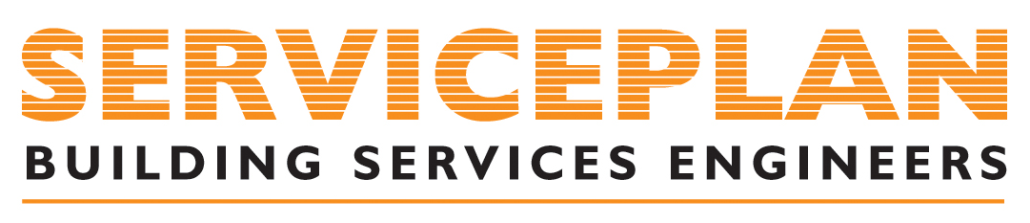 SERVICEPLAN
BUILDING SERVICES ENGINEERS